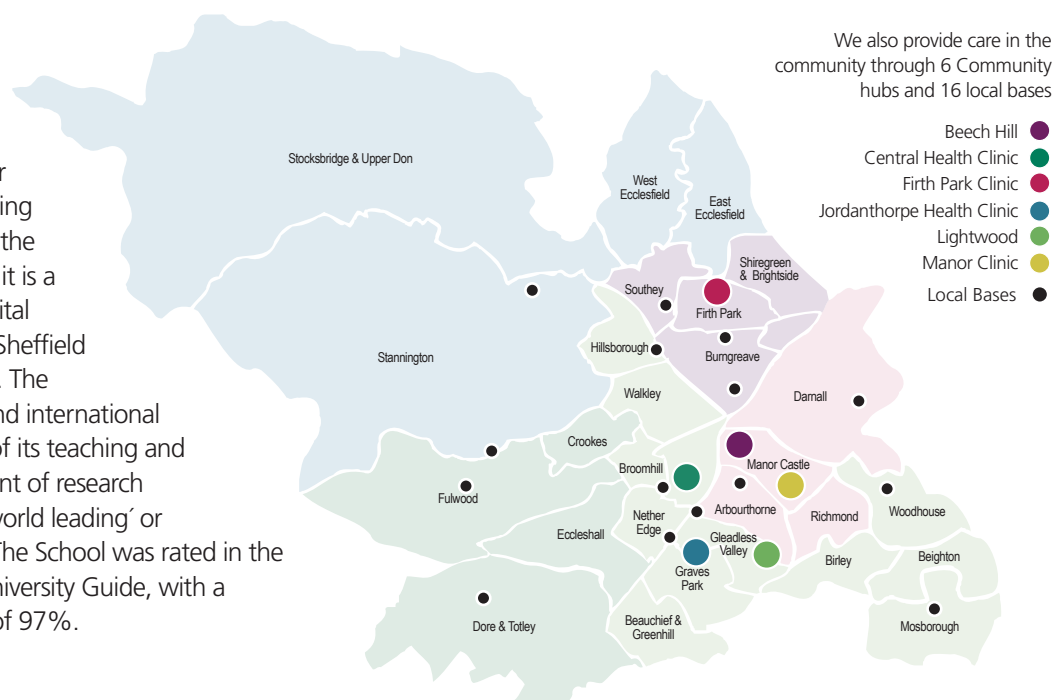 We also provide care in the
community through 6 Community
hubs and 16 local bases
Beech Hill
Central Health Clinic
Firth Park Clinic
Jordanthorpe Health Clinic
Lightwood
Manor Clinic
Local Bases
r
ing
the
it is a
ital
Sheffield
. The
nd international
of its teaching and
nt of research
world leading´ or
The School was rated in the
niversity Guide, with a
of 97%.
Stocksbridge & Upper Don
West
Ecclesfield
East
Ecclesfield
Shiregreen
& Brightside
Southey
Firth Park
Hillsborough
Burngreave
Stannington
Walkley
Darnall
Crookes
Broomhill
Manor Castle
Fulwood
Arbourthorne
Richmond
Woodhouse
Nether
Edge
Eccleshall
Gleadless
Valley
Birley
Beighton
Graves
Park
Dore & Totley
Beauchief &
Greenhill
Mosborough